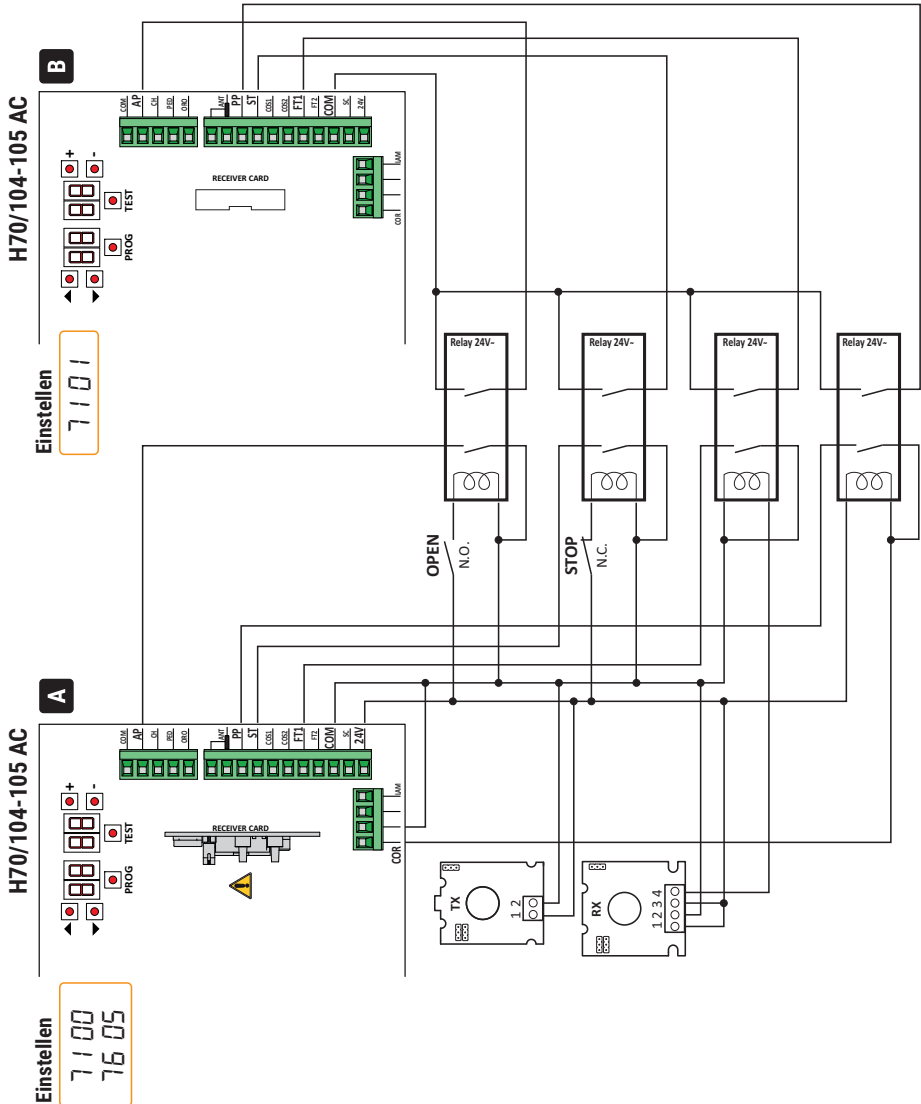 H70/104-105 AC
B
Einstellen
7101
PROG
TEST
+
-
RECEIVER CARD
COM
AP
CH
PED
ORO
ANT
PP
ST
COS1
COS2
FT1
FT2
COM
SC
24V
COR
LAM
Relay 24V~
Relay 24V~
Relay 24V~
Relay 24V~
OPEN
N.O.
STOP
N.C.
H70/104-105 AC
A
Einstellen
7100
7605
PROG
TEST
+
-
RECEIVER CARD
COM
AP
CH
PED
ORO
ANT
PP
ST
COS1
COS2
FT1
FT2
COM
SC
24V
COR
LAM
TX
1 2
RX
1 2 3 4